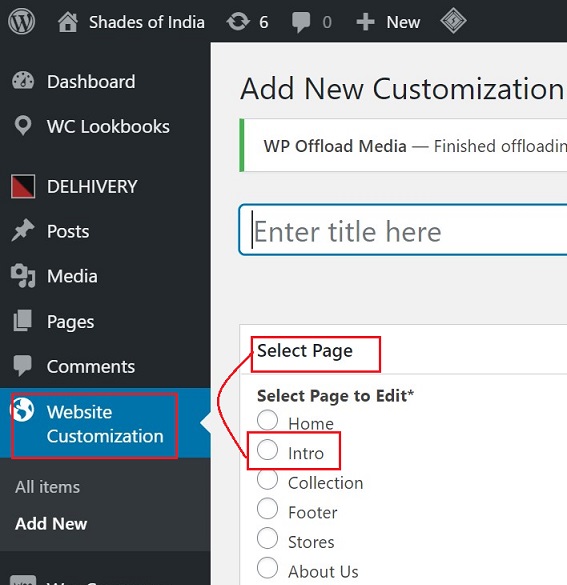 Shades of India 6 0 New
Dashboard
WC Lookbooks
DELHIVERY
Posts
Media
Pages
Comments
Website
Customization
All items
Add New
Add New Customization
WP Offload Media — Finished offloadin
Enter title here
Select Page
Select Page to Edit*
Home
Intro
Collection
Footer
Stores
About Us